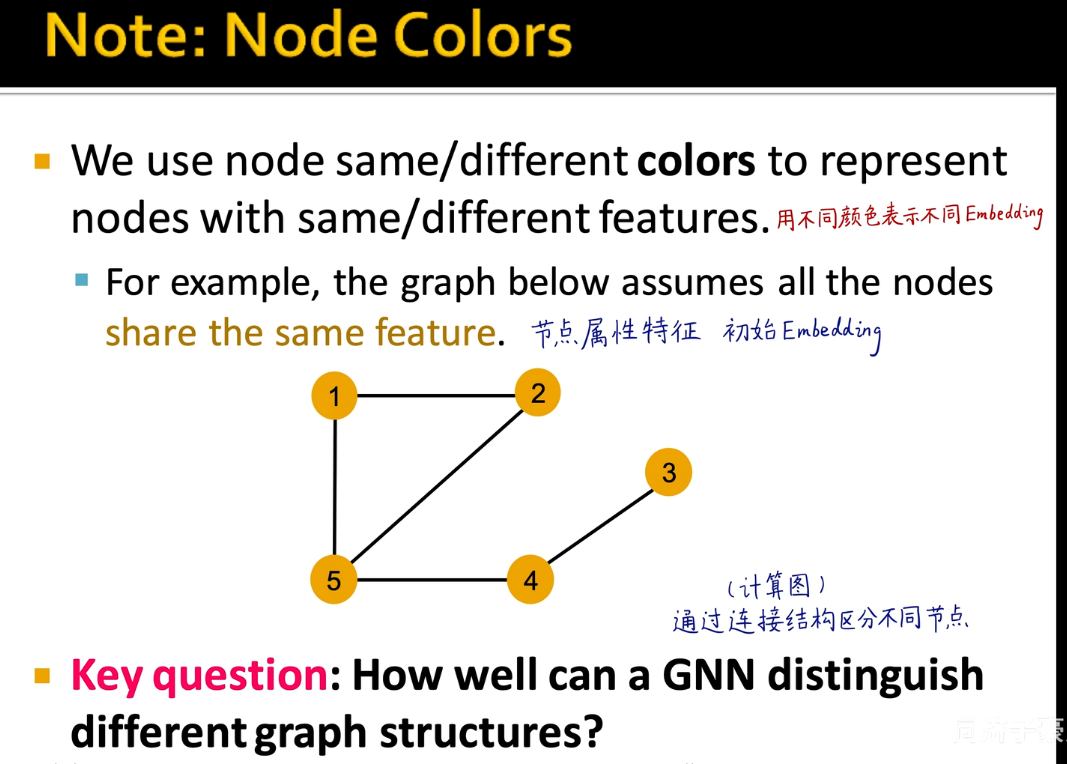 Note: Node Colors
We use node same/different colors to represent
nodes with same/different features. 用不同颜色表示不同Embedding
For example, the graph below assumes all the nodes
share the same feature. 节点属性特征 初始Embedding
1
2
3
5
4
(计算图)
通过连接结构区分不同节点
Key question: How well can a GNN distinguish
different graph structures?